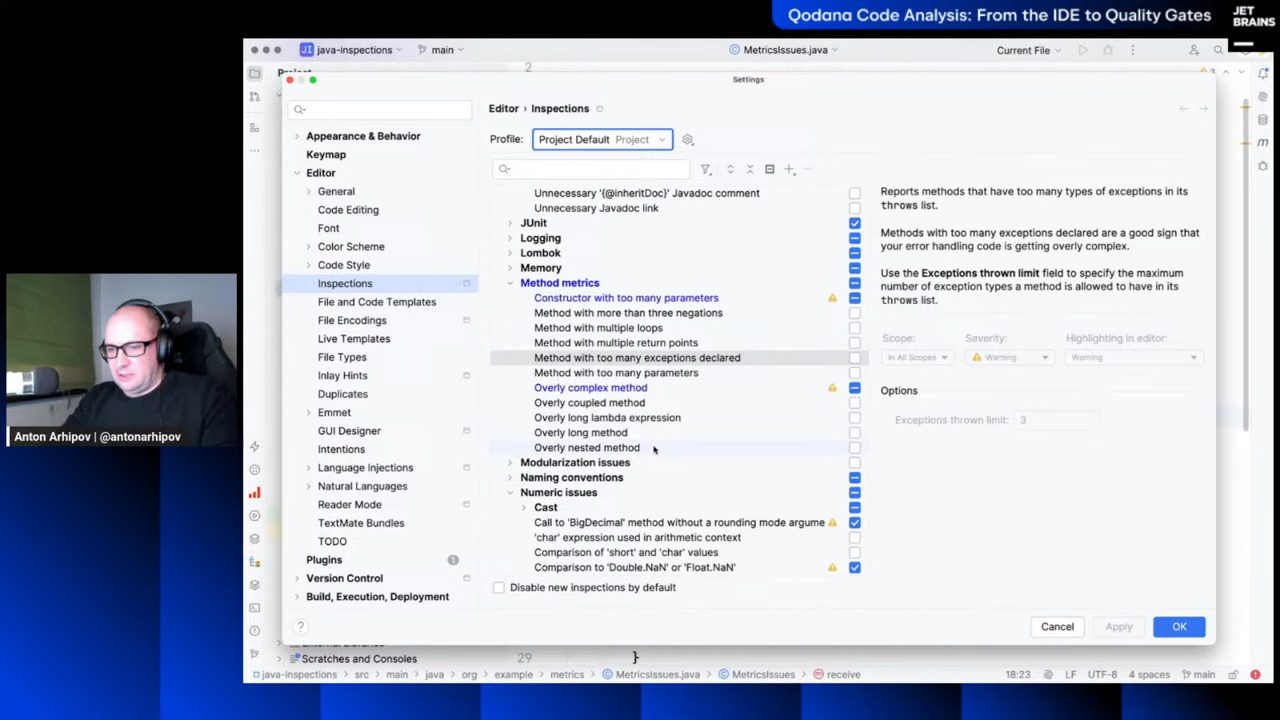 Qodana Code Analysis: From the IDE to Quality Gates
JET
BRAINS
java-inspections
main
MetricsIssues.java
Current File
Settings
2
Editor › Inspections
Profile:
Project Default Project
Appearance & Behavior
Keymap
Editor
General
Code Editing
Font
Color Scheme
Code Style
Inspections
File and Code Templates
File Encodings
Live Templates
File Types
Inlay Hints
Duplicates
Emmet
GUI Designer
Intentions
Language Injections
Natural Languages
Reader Mode
TextMate Bundles
TODO
Plugins
1
Version Control
Build, Execution, Deployment
Unnecessary '{@inheritDoc}' Javadoc comment
Unnecessary Javadoc link
JUnit
Logging
Lombok
Memory
Method metrics
Constructor with too many parameters
Method with more than three negations
Method with multiple loops
Method with multiple return points
Method with too many exceptions declared
Method with too many parameters
Overly complex method
Overly coupled method
Overly long lambda expression
Overly long method
Overly nested method
Modularization issues
Naming conventions
Numeric issues
Cast
Call to 'BigDecimal' method without a rounding mode argume
'char' expression used in arithmetic context
Comparison of 'short' and 'char' values
Comparison to 'Double.NaN' or 'Float.NaN'
Disable new inspections by default
Reports methods that have too many types of exceptions in its
throws list.
Methods with too many exceptions declared are a good sign that
your error handling code is getting overly complex.
Use the Exceptions thrown limit field to specify the maximum
number of exception types a method is allowed to have in its
throws list.
Scope:
Severity:
Highlighting in editor:
In All Scopes
Warning
Warning
Options
Exceptions thrown limit: 3
?
Cancel
Apply
OK
Anton Arhipov | @antonarhipov
Scratches and Consoles
29
}
java-inspections › src › main › java › org › example › metrics › MetricsIssues.java › MetricsIssues › receive
18:23
LF
UTF-8
4 spaces
main